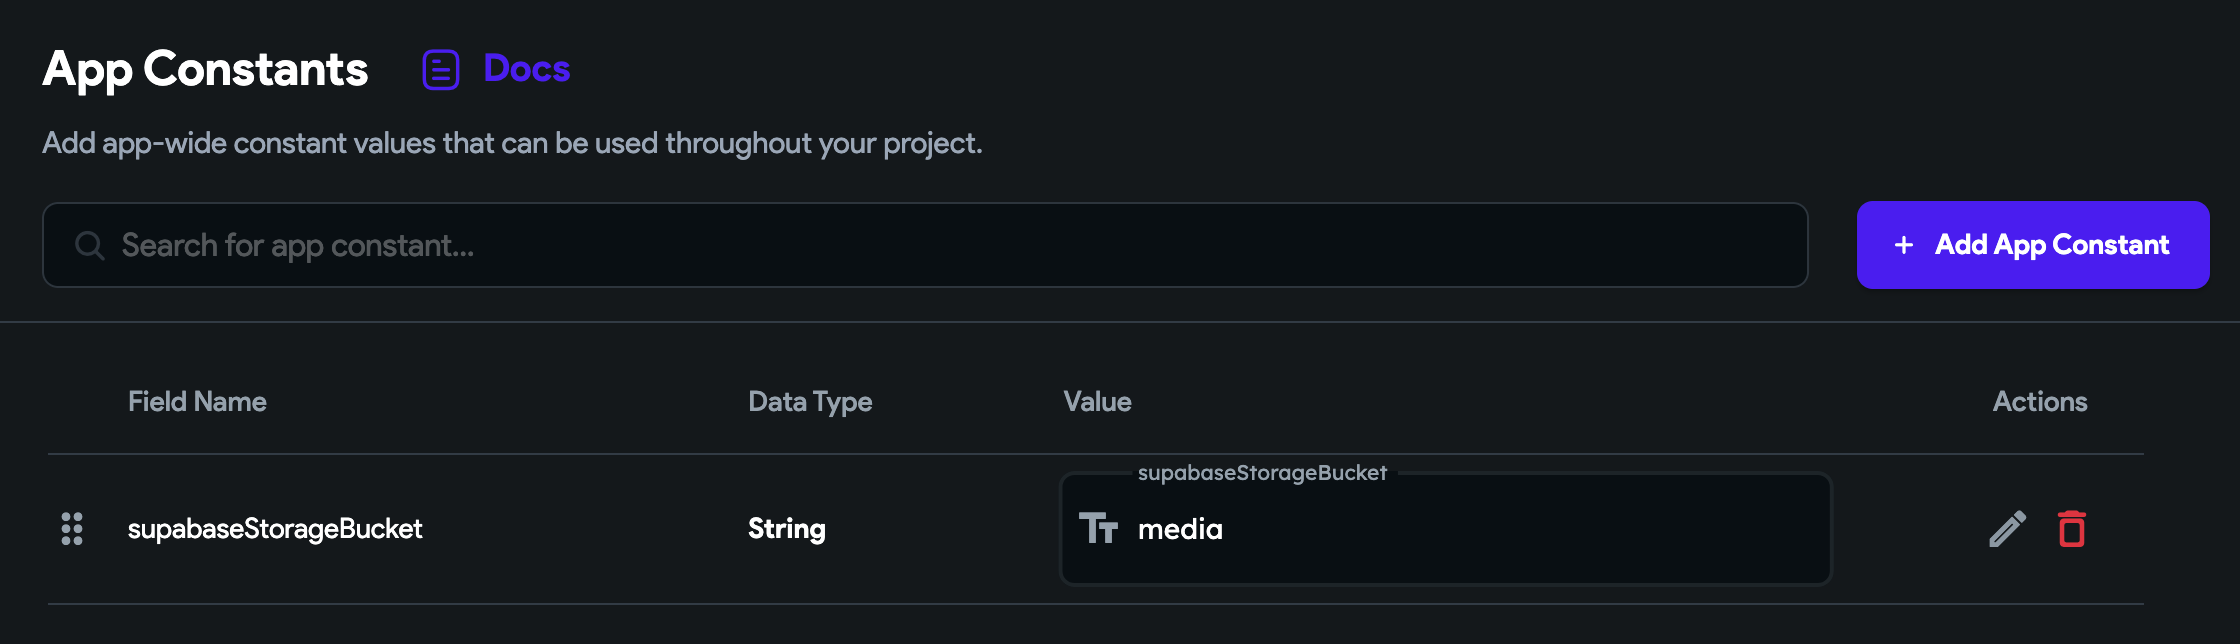 App Constants Docs
Add app-wide constant values that can be used throughout your project.
Search for app constant...
+ Add App Constant
Field Name Data Type Value Actions
supabaseStorageBucket
supabaseStorageBucket String Tт media